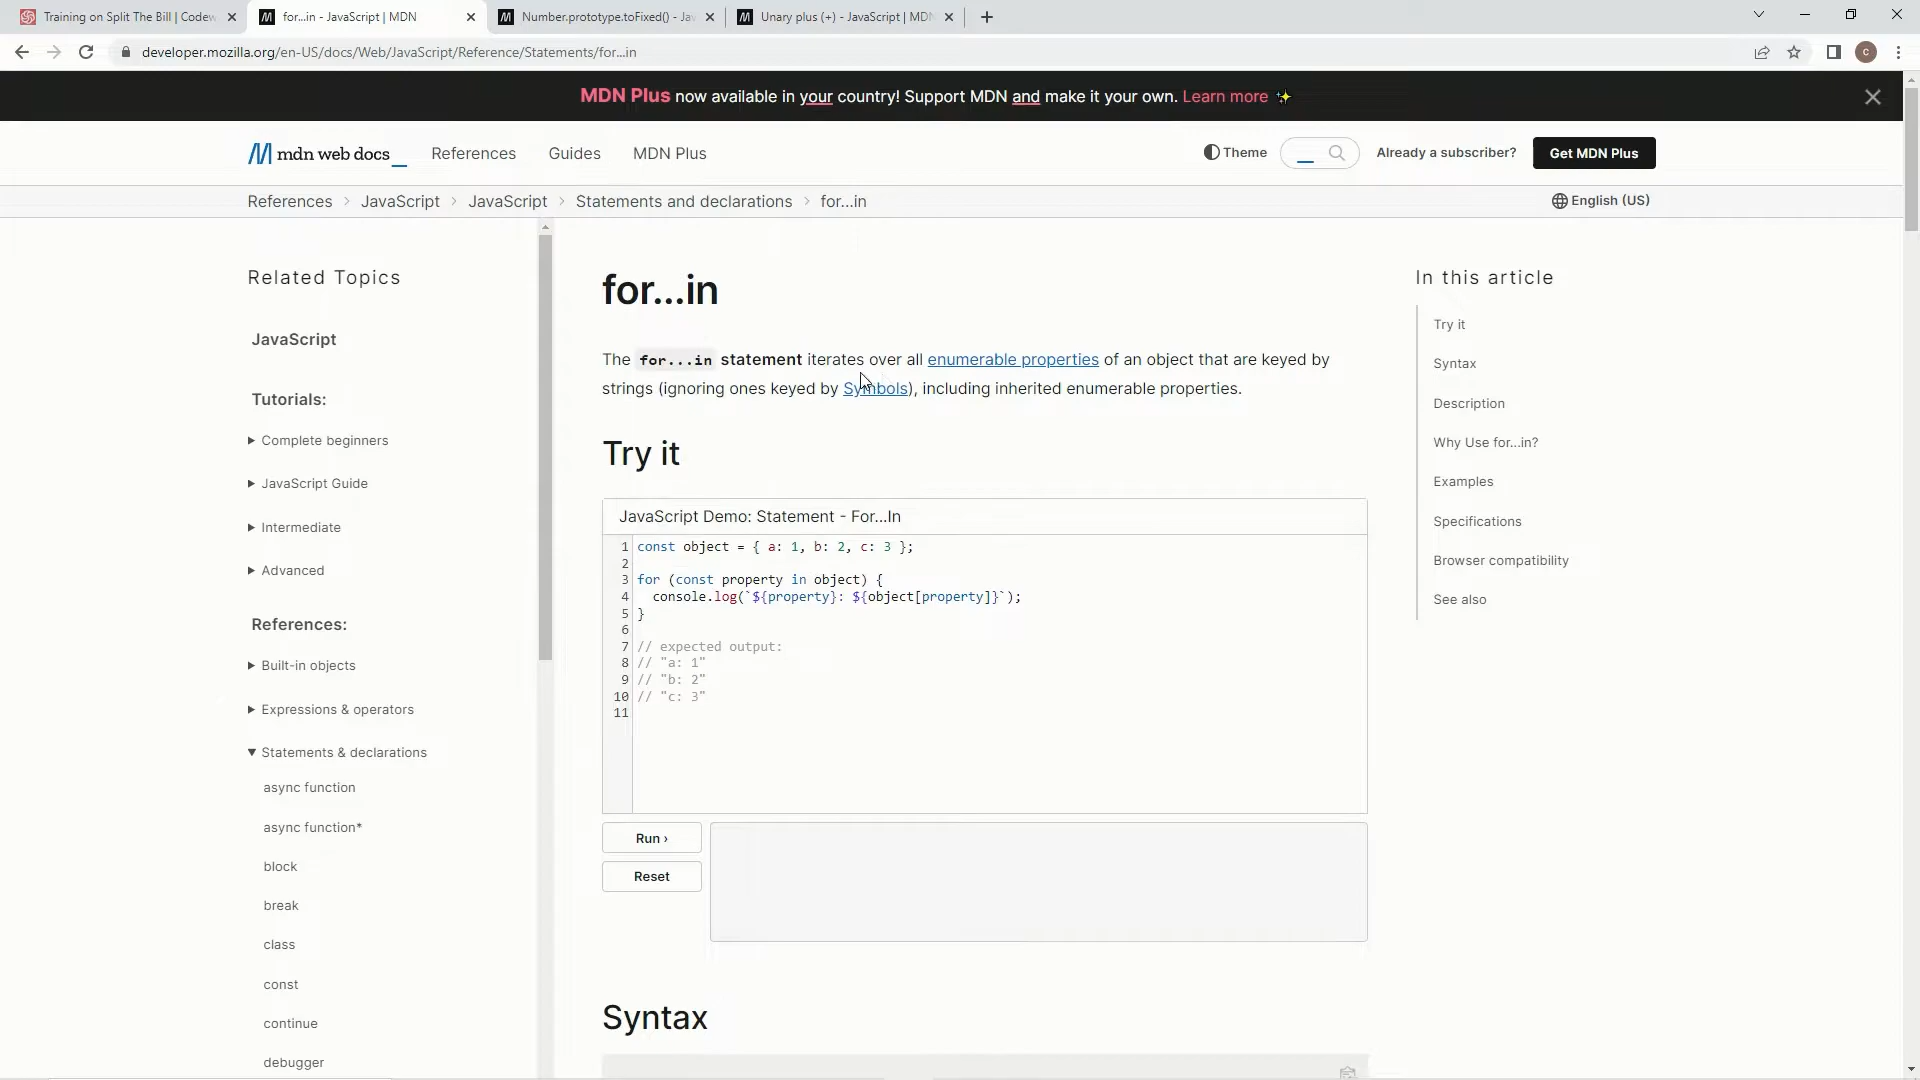 Training on Split The Bill | Codew
for...in - JavaScript | MDN
Number.prototype.toFixed() - Jav
Unary plus (+) - JavaScript | MDN
developer.mozilla.org/en-US/docs/Web/JavaScript/Reference/Statements/for...in
C
MDN Plus now available in your country! Support MDN and make it your own. Learn more ✨
mdn web docs_
References
Guides
MDN Plus
Theme
Already a subscriber?
Get MDN Plus
References > JavaScript > JavaScript > Statements and declarations > for...in
English (US)
Related Topics
JavaScript
Tutorials:
▶ Complete beginners
▶ JavaScript Guide
▶ Intermediate
▶ Advanced
References:
▶ Built-in objects
▶ Expressions & operators
▼ Statements & declarations
async function
async function*
block
break
class
const
continue
debugger
for...in
The for...in statement iterates over all enumerable properties of an object that are keyed by
strings (ignoring ones keyed by Symbols), including inherited enumerable properties.
Try it
JavaScript Demo: Statement - For...In
1 const object = { a: 1, b: 2, c: 3 };
2
3 for (const property in object) {
4   console.log(`${property}: ${object[property]}`);
5 }
6
7 // expected output:
8 // "a: 1"
9 // "b: 2"
10 // "c: 3"
11
Run ›
Reset
Syntax
In this article
Try it
Syntax
Description
Why Use for...in?
Examples
Specifications
Browser compatibility
See also